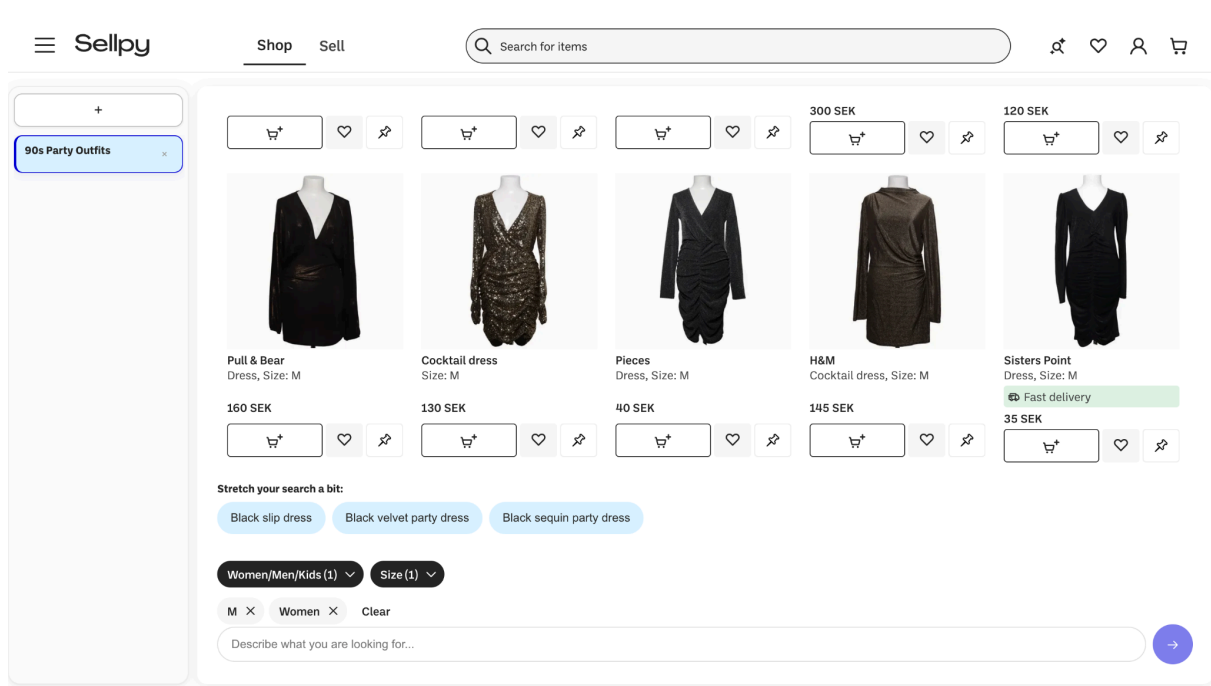 Sellpy
Shop
Sell
Search for items
+
90s Party Outfits
×
300 SEK
120 SEK
Pull & Bear
Dress, Size: M
160 SEK
Cocktail dress
Size: M
130 SEK
Pieces
Dress, Size: M
40 SEK
H&M
Cocktail dress, Size: M
145 SEK
Sisters Point
Dress, Size: M
Fast delivery
35 SEK
Stretch your search a bit:
Black slip dress
Black velvet party dress
Black sequin party dress
Women/Men/Kids (1)
Size (1)
M
Women
Clear
Describe what you are looking for...